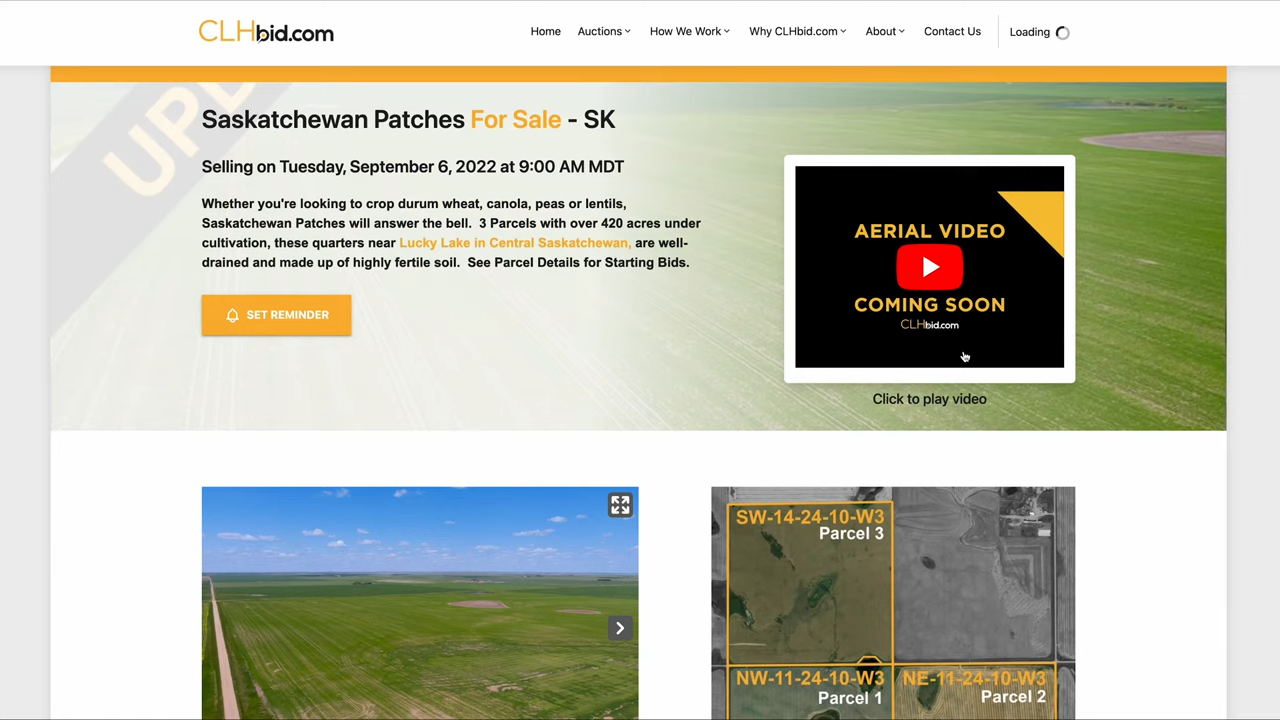 CLHbid.com
Home
Auctions
How We Work
Why CLHbid.com
About
Contact Us
Loading
Saskatchewan Patches For Sale - SK
Selling on Tuesday, September 6, 2022 at 9:00 AM MDT
Whether you're looking to crop durum wheat, canola, peas or lentils,
Saskatchewan Patches will answer the bell. 3 Parcels with over 420 acres under
cultivation, these quarters near Lucky Lake in Central Saskatchewan, are well-
drained and made up of highly fertile soil. See Parcel Details for Starting Bids.
SET REMINDER
AERIAL VIDEO
COMING SOON
CLHbid.com
Click to play video
SW-14-24-10-W3
Parcel 3
NW-11-24-10-W3
Parcel 1
NE-11-24-10-W3
Parcel 2